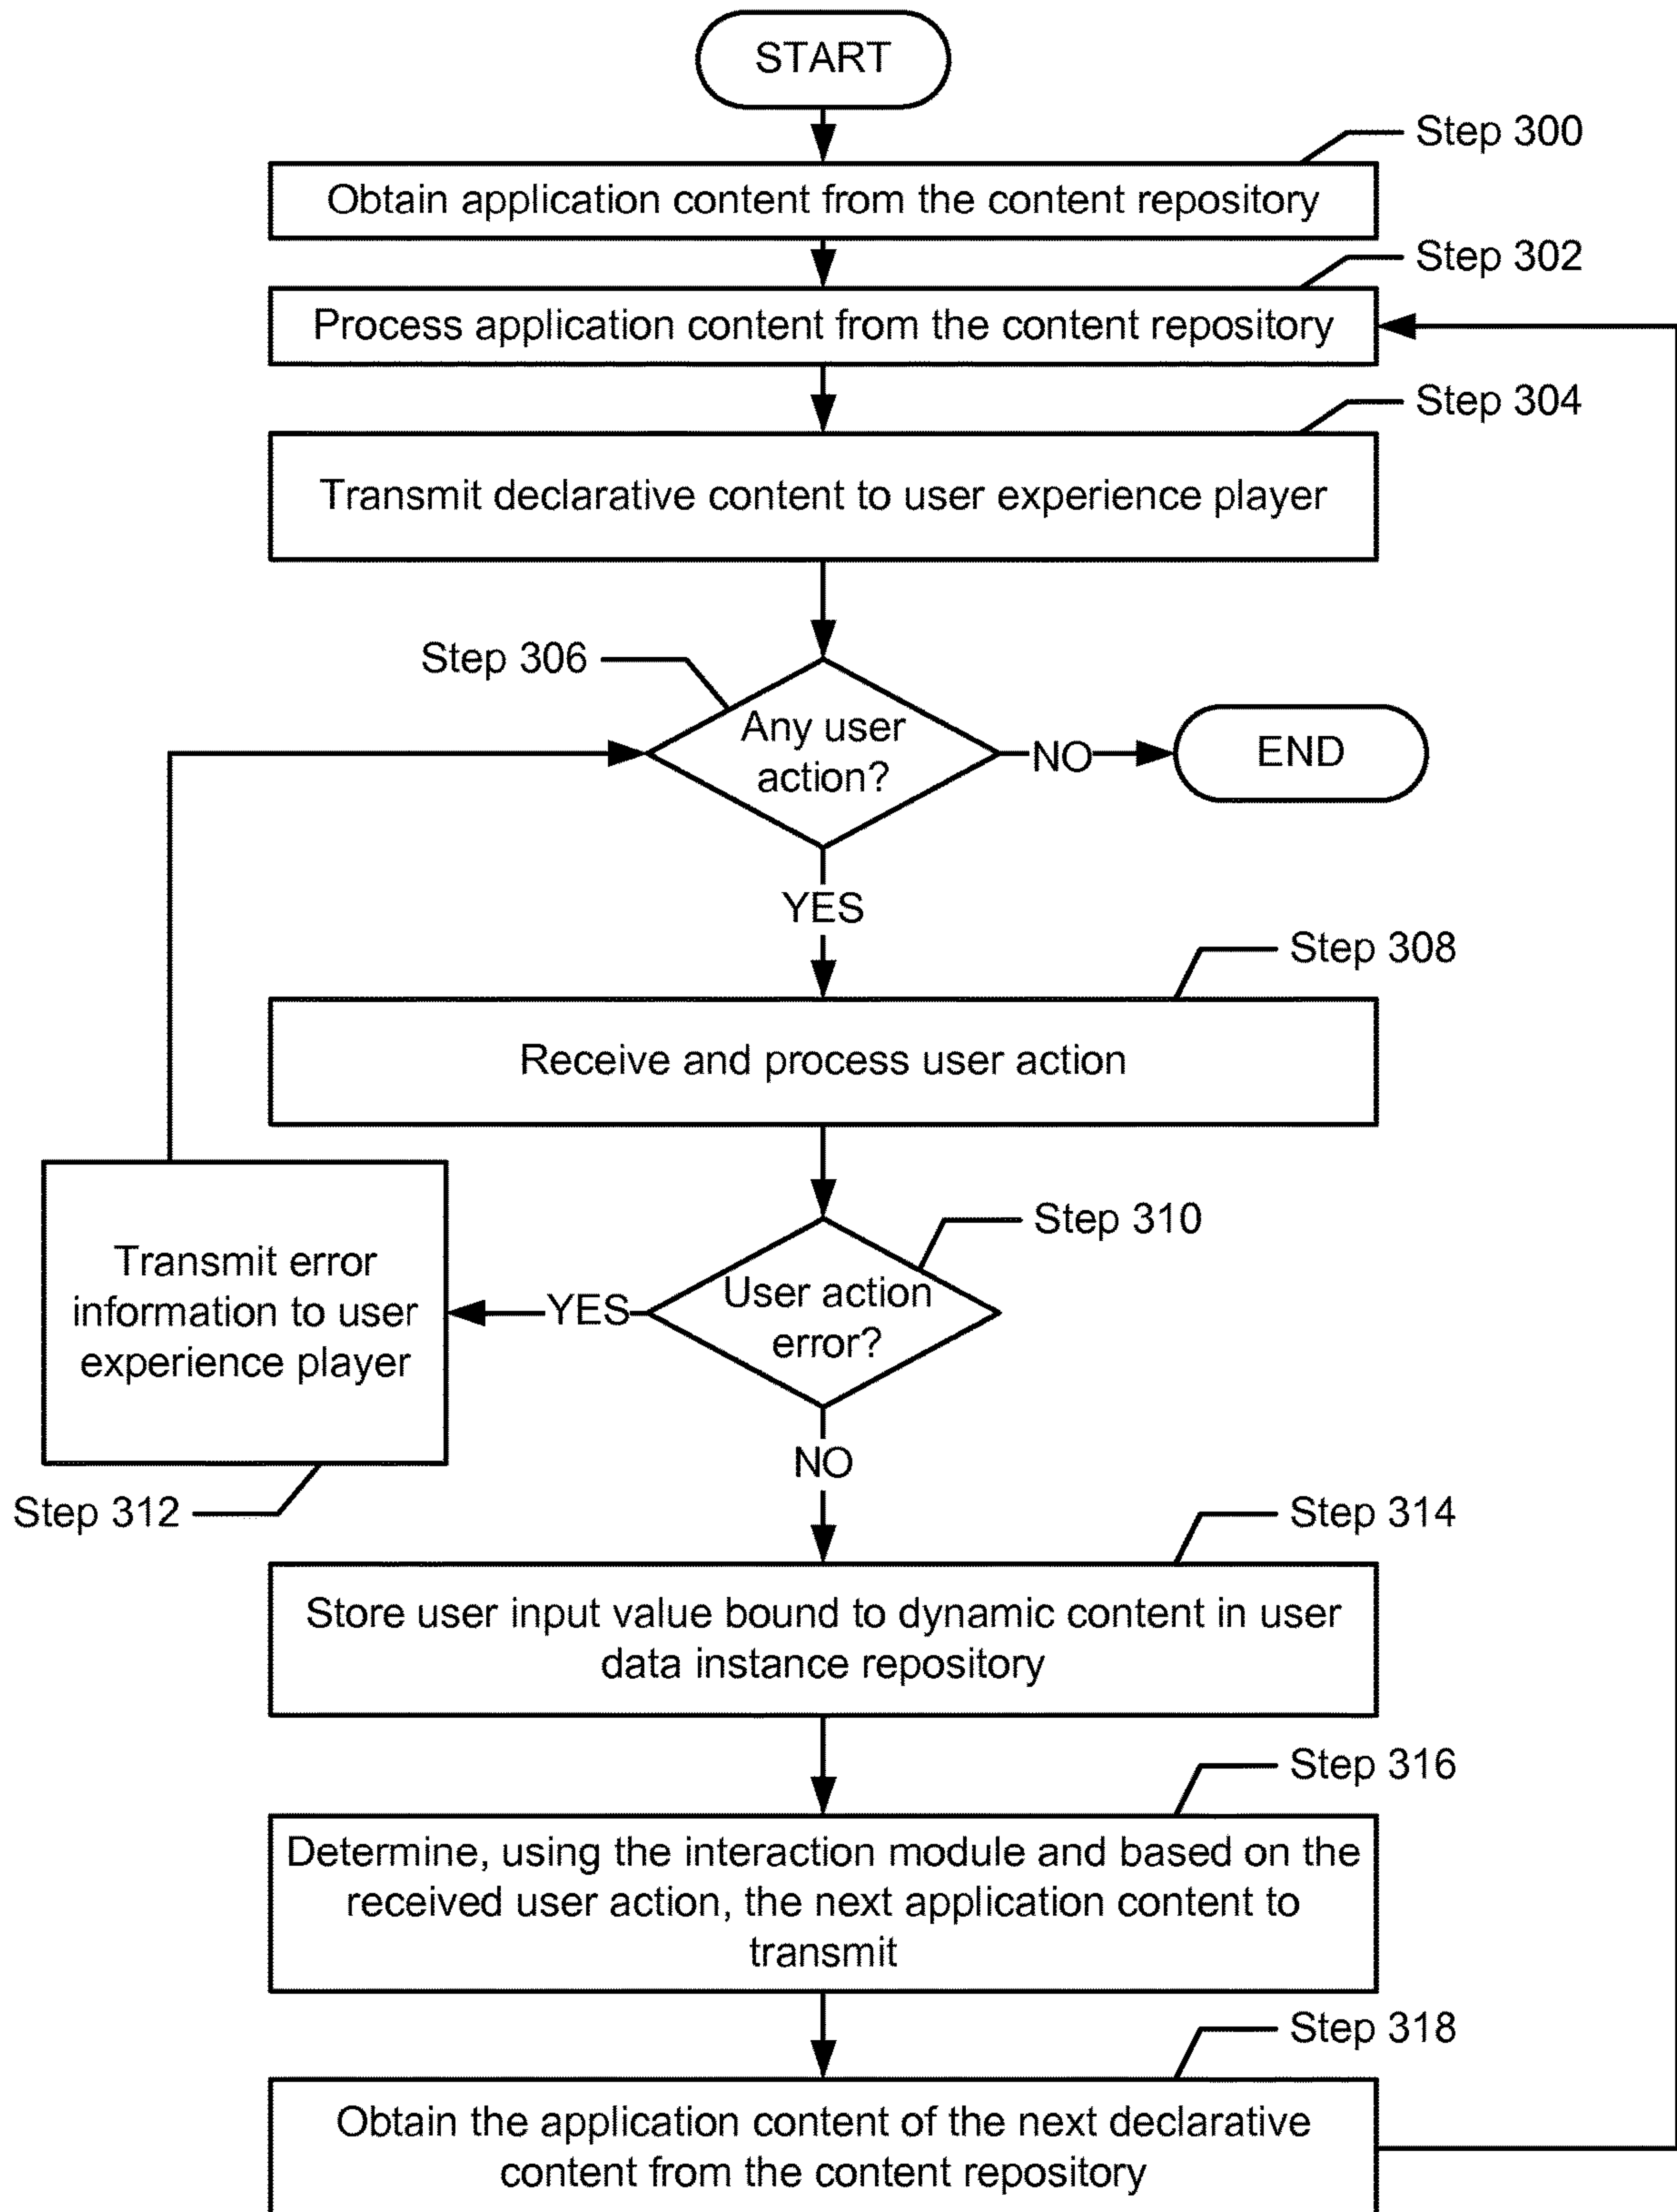 START
Step 300
Obtain application content from the content repository
Step 302
Process application content from the content repository
Step 304
Transmit declarative content to user experience player
Step 306
Any user
action?
NO
END
YES
Step 308
Receive and process user action
Step 310
User action
error?
YES
Transmit error
information to user
experience player
Step 312
NO
Step 314
Store user input value bound to dynamic content in user
data instance repository
Step 316
Determine, using the interaction module and based on the
received user action, the next application content to
transmit
Step 318
Obtain the application content of the next declarative
content from the content repository